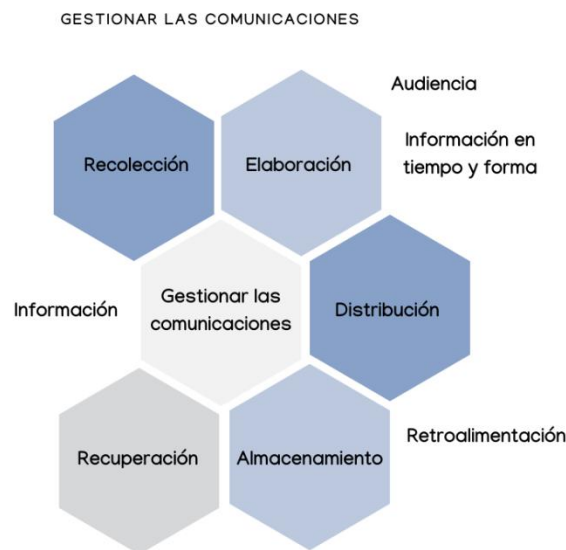 GESTIONAR LAS COMUNICACIONES
Audiencia
Recolección
Elaboración
Información en
tiempo y forma
Información
Gestionar las
comunicaciones
Distribución
Recuperación
Almacenamiento
Retroalimentación